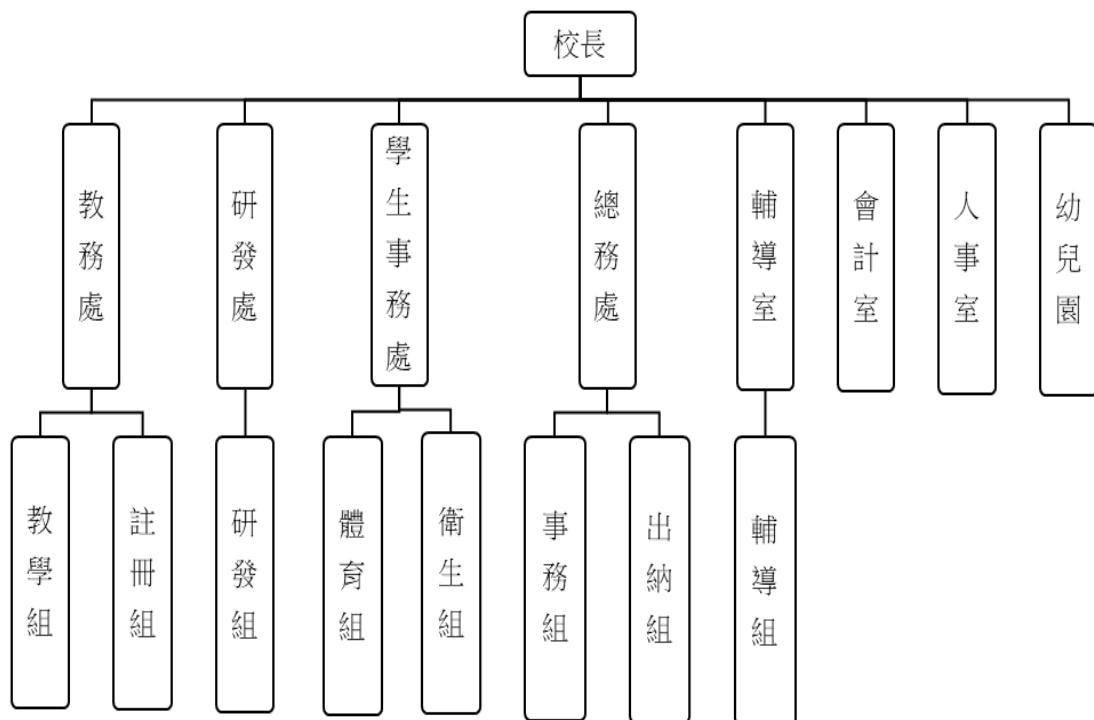 校長
教務處
研發處
學生事務處
總務處
輔導室
會計室
人事室
幼兒園
教學組
註冊組
研發組
體育組
衛生組
事務組
出納組
輔導組